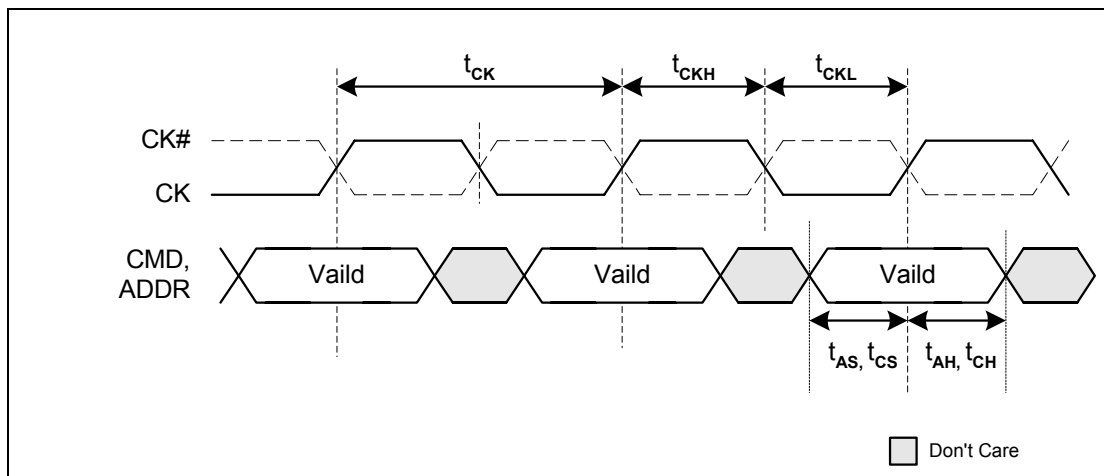 tCK tCKH tCKL
CK#
CK
CMD,
ADDR
Vaild Vaild Vaild
tAS, tCS tAH, tCH
Don't Care